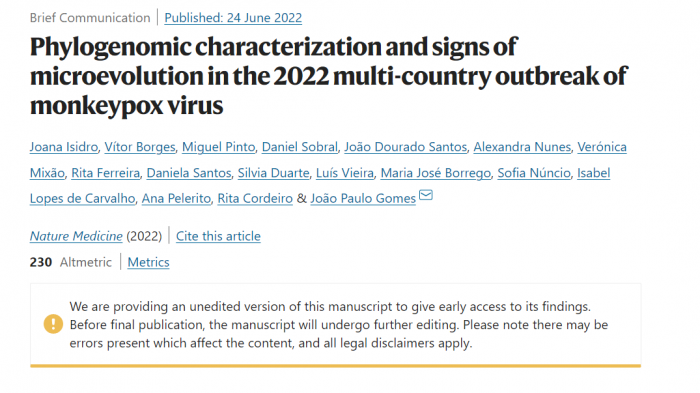 Brief Communication | Published: 24 June 2022
Phylogenomic characterization and signs of
microevolution in the 2022 multi-country outbreak of
monkeypox virus
Joana Isidro, Vítor Borges, Miguel Pinto, Daniel Sobral, João Dourado Santos, Alexandra Nunes, Verónica
Mixão, Rita Ferreira, Daniela Santos, Silvia Duarte, Luís Vieira, Maria José Borrego, Sofia Núncio, Isabel
Lopes de Carvalho, Ana Pelerito, Rita Cordeiro & João Paulo Gomes
Nature Medicine (2022) | Cite this article
230 Altmetric | Metrics
We are providing an unedited version of this manuscript to give early access to its findings.
Before final publication, the manuscript will undergo further editing. Please note there may be
errors present which affect the content, and all legal disclaimers apply.